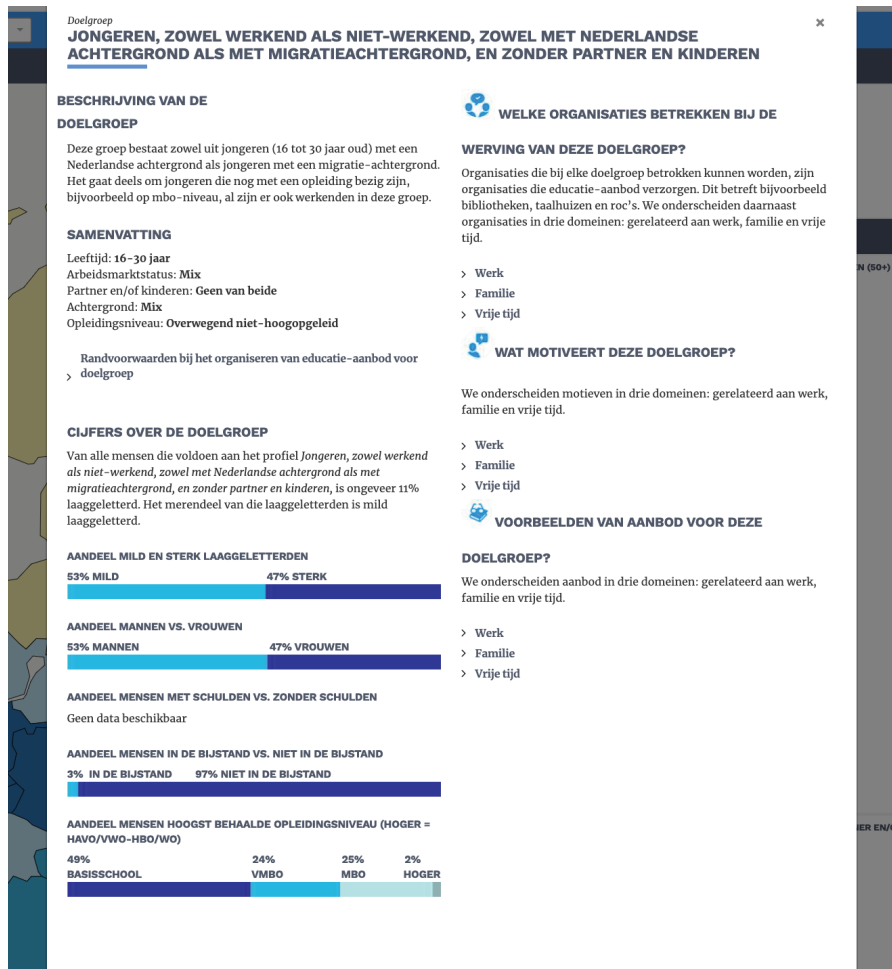 Doelgroep
×
JONGEREN, ZOWEL WERKEND ALS NIET-WERKEND, ZOWEL MET NEDERLANDSE
ACHTERGROND ALS MET MIGRATIEACHTERGROND, EN ZONDER PARTNER EN KINDEREN
BESCHRIJVING VAN DE
DOELGROEP
Deze groep bestaat zowel uit jongeren (16 tot 30 jaar oud) met een
Nederlandse achtergrond als jongeren met een migratie-achtergrond.
Het gaat deels om jongeren die nog met een opleiding bezig zijn,
bijvoorbeeld op mbo-niveau, al zijn er ook werkenden in deze groep.
SAMENVATTING
Leeftijd: 16-30 jaar
Arbeidsmarktstatus: Mix
Partner en/of kinderen: Geen van beide
Achtergrond: Mix
Opleidingsniveau: Overwegend niet-hoogopgeleid
Randvoorwaarden bij het organiseren van educatie-aanbod voor
doelgroep
CIJFERS OVER DE DOELGROEP
Van alle mensen die voldoen aan het profiel Jongeren, zowel werkend
als niet-werkend, zowel met Nederlandse achtergrond als met
migratieachtergrond, en zonder partner en kinderen, is ongeveer 11%
laaggeletterd. Het merendeel van die laaggeletterden is mild
laaggeletterd.
AANDEEL MILD EN STERK LAAGGELETTERDEN
53% MILD 47% STERK
AANDEEL MANNEN VS. VROUWEN
53% MANNEN 47% VROUWEN
AANDEEL MENSEN MET SCHULDEN VS. ZONDER SCHULDEN
Geen data beschikbaar
AANDEEL MENSEN IN DE BIJSTAND VS. NIET IN DE BIJSTAND
3% IN DE BIJSTAND 97% NIET IN DE BIJSTAND
AANDEEL MENSEN HOOGST BEHAALDE OPLEIDINGSNIVEAU (HOGER =
HAVO/VWO-HBO/WO)
49% 24% 25% 2%
BASISSCHOOL VMBO MBO HOGER
WELKE ORGANISATIES BETREKKEN BIJ DE
WERVING VAN DEZE DOELGROEP?
Organisaties die bij elke doelgroep betrokken kunnen worden, zijn
organisaties die educatie-aanbod verzorgen. Dit betreft bijvoorbeeld
bibliotheken, taalhuizen en roc's. We onderscheiden daarnaast
organisaties in drie domeinen: gerelateerd aan werk, familie en vrije
tijd.
Werk
Familie
Vrije tijd
WAT MOTIVEERT DEZE DOELGROEP?
We onderscheiden motieven in drie domeinen: gerelateerd aan werk,
familie en vrije tijd.
Werk
Familie
Vrije tijd
VOORBEELDEN VAN AANBOD VOOR DEZE
DOELGROEP?
We onderscheiden aanbod in drie domeinen: gerelateerd aan werk,
familie en vrije tijd.
Werk
Familie
Vrije tijd
(50+)